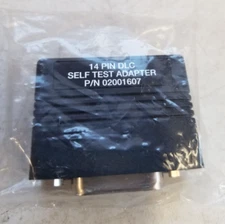 14 PIN DLC
SELF TEST ADAPTER
P/N 02001607